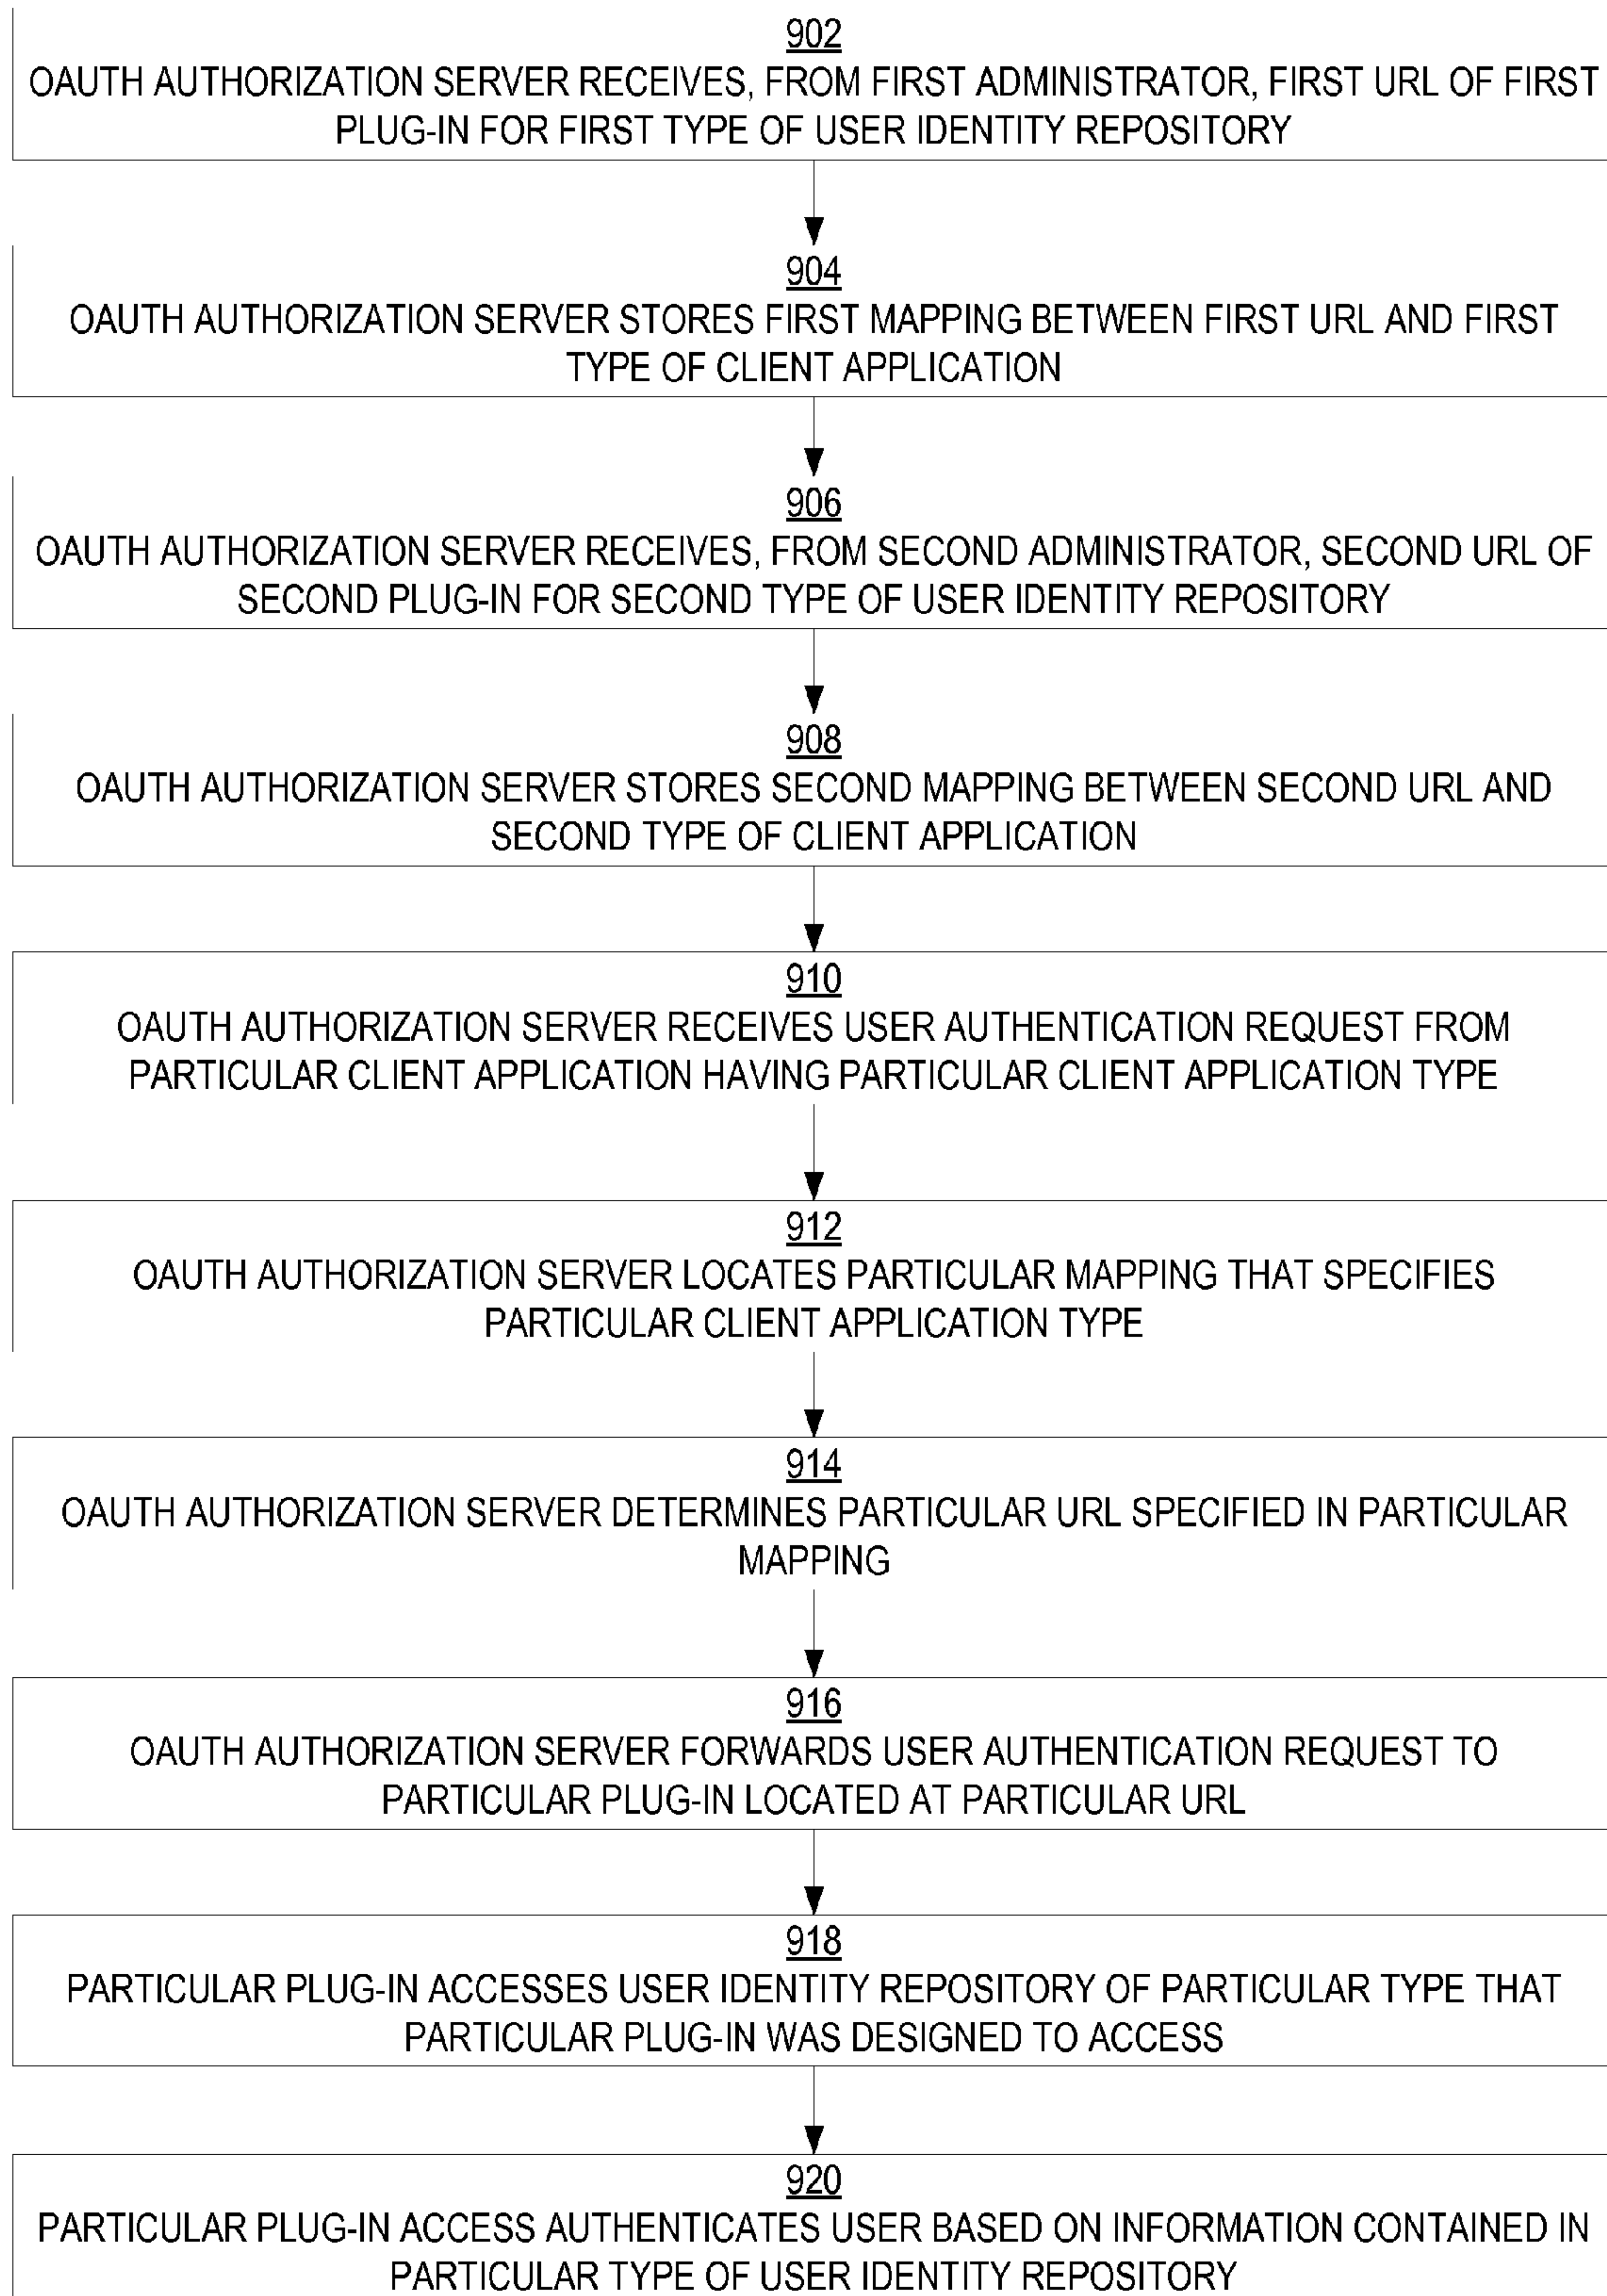 902
OAUTH AUTHORIZATION SERVER RECEIVES, FROM FIRST ADMINISTRATOR, FIRST URL OF FIRST
PLUG-IN FOR FIRST TYPE OF USER IDENTITY REPOSITORY
904
OAUTH AUTHORIZATION SERVER STORES FIRST MAPPING BETWEEN FIRST URL AND FIRST
TYPE OF CLIENT APPLICATION
906
OAUTH AUTHORIZATION SERVER RECEIVES, FROM SECOND ADMINISTRATOR, SECOND URL OF
SECOND PLUG-IN FOR SECOND TYPE OF USER IDENTITY REPOSITORY
908
OAUTH AUTHORIZATION SERVER STORES SECOND MAPPING BETWEEN SECOND URL AND
SECOND TYPE OF CLIENT APPLICATION
910
OAUTH AUTHORIZATION SERVER RECEIVES USER AUTHENTICATION REQUEST FROM
PARTICULAR CLIENT APPLICATION HAVING PARTICULAR CLIENT APPLICATION TYPE
912
OAUTH AUTHORIZATION SERVER LOCATES PARTICULAR MAPPING THAT SPECIFIES
PARTICULAR CLIENT APPLICATION TYPE
914
OAUTH AUTHORIZATION SERVER DETERMINES PARTICULAR URL SPECIFIED IN PARTICULAR
MAPPING
916
OAUTH AUTHORIZATION SERVER FORWARDS USER AUTHENTICATION REQUEST TO
PARTICULAR PLUG-IN LOCATED AT PARTICULAR URL
918
PARTICULAR PLUG-IN ACCESSES USER IDENTITY REPOSITORY OF PARTICULAR TYPE THAT
PARTICULAR PLUG-IN WAS DESIGNED TO ACCESS
920
PARTICULAR PLUG-IN ACCESS AUTHENTICATES USER BASED ON INFORMATION CONTAINED IN
PARTICULAR TYPE OF USER IDENTITY REPOSITORY